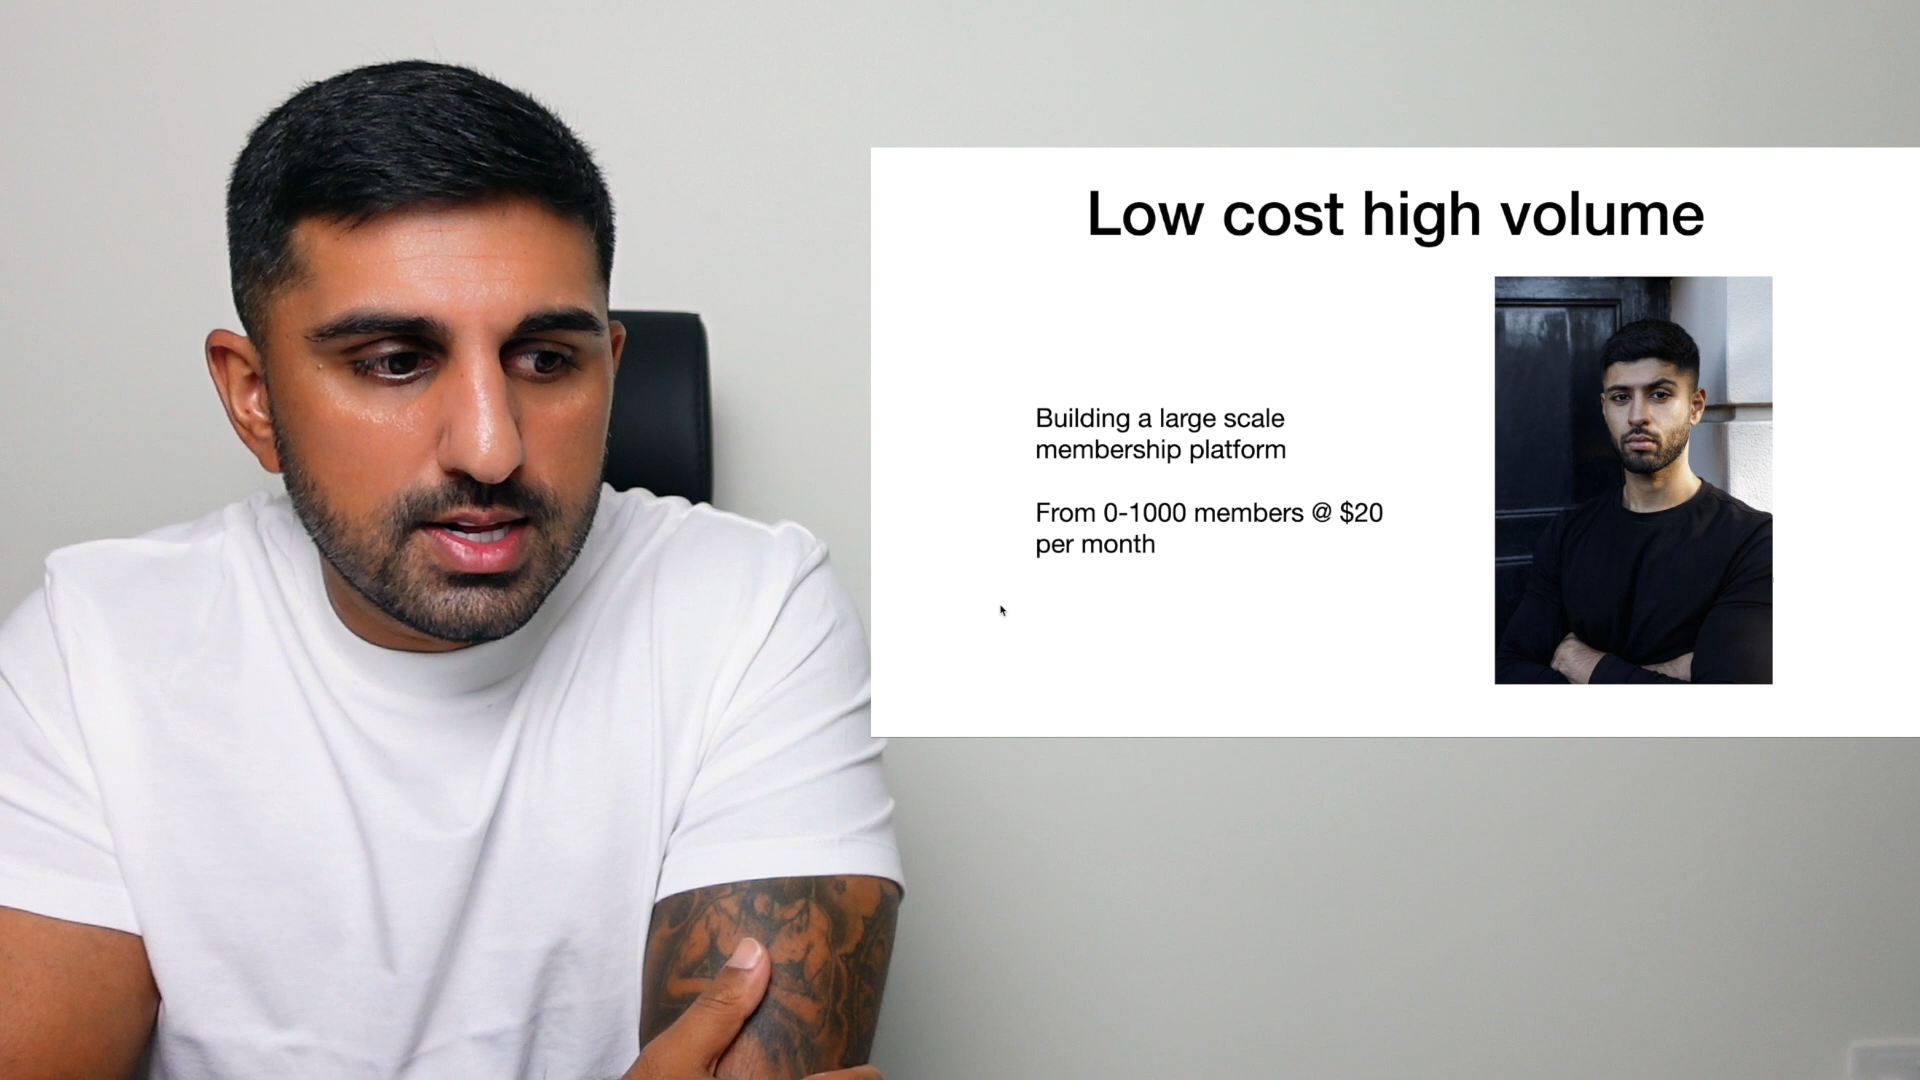 Low cost high volume
Building a large scale
membership platform
From 0-1000 members @ $20
per month